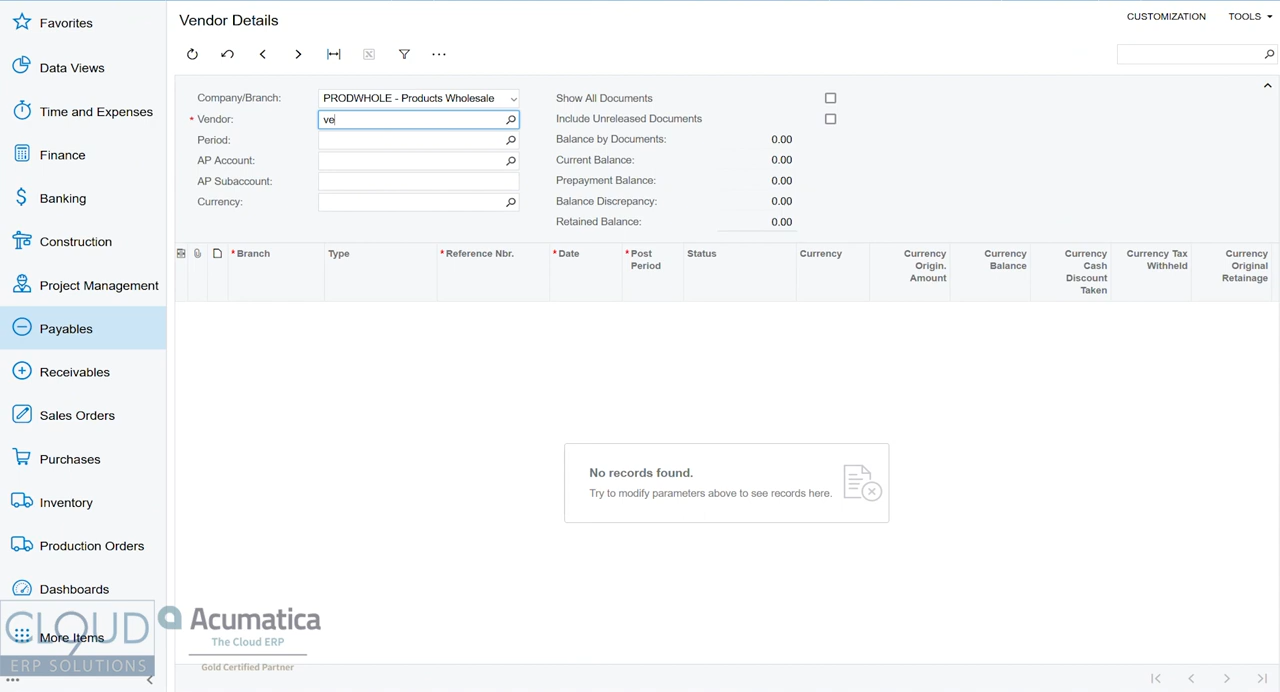 Favorites
Data Views
Time and Expenses
Finance
Banking
Construction
Project Management
Payables
Receivables
Sales Orders
Purchases
Inventory
Production Orders
Dashboards
More Items
CLOUD
ERP SOLUTIONS
Vendor Details
CUSTOMIZATION TOOLS
Company/Branch: PRODWHOLE - Products Wholesale
* Vendor: ve
Period:
AP Account:
AP Subaccount:
Currency:
Show All Documents
Include Unreleased Documents
Balance by Documents: 0.00
Current Balance: 0.00
Prepayment Balance: 0.00
Balance Discrepancy: 0.00
Retained Balance: 0.00
* Branch
Type
* Reference Nbr.
* Date
* Post
Period
Status
Currency
Currency
Origin.
Amount
Currency
Balance
Currency
Cash
Discount
Taken
Currency Tax
Withheld
Currency
Original
Retainage
No records found.
Try to modify parameters above to see records here.
Acumatica
The Cloud ERP
Gold Certified Partner